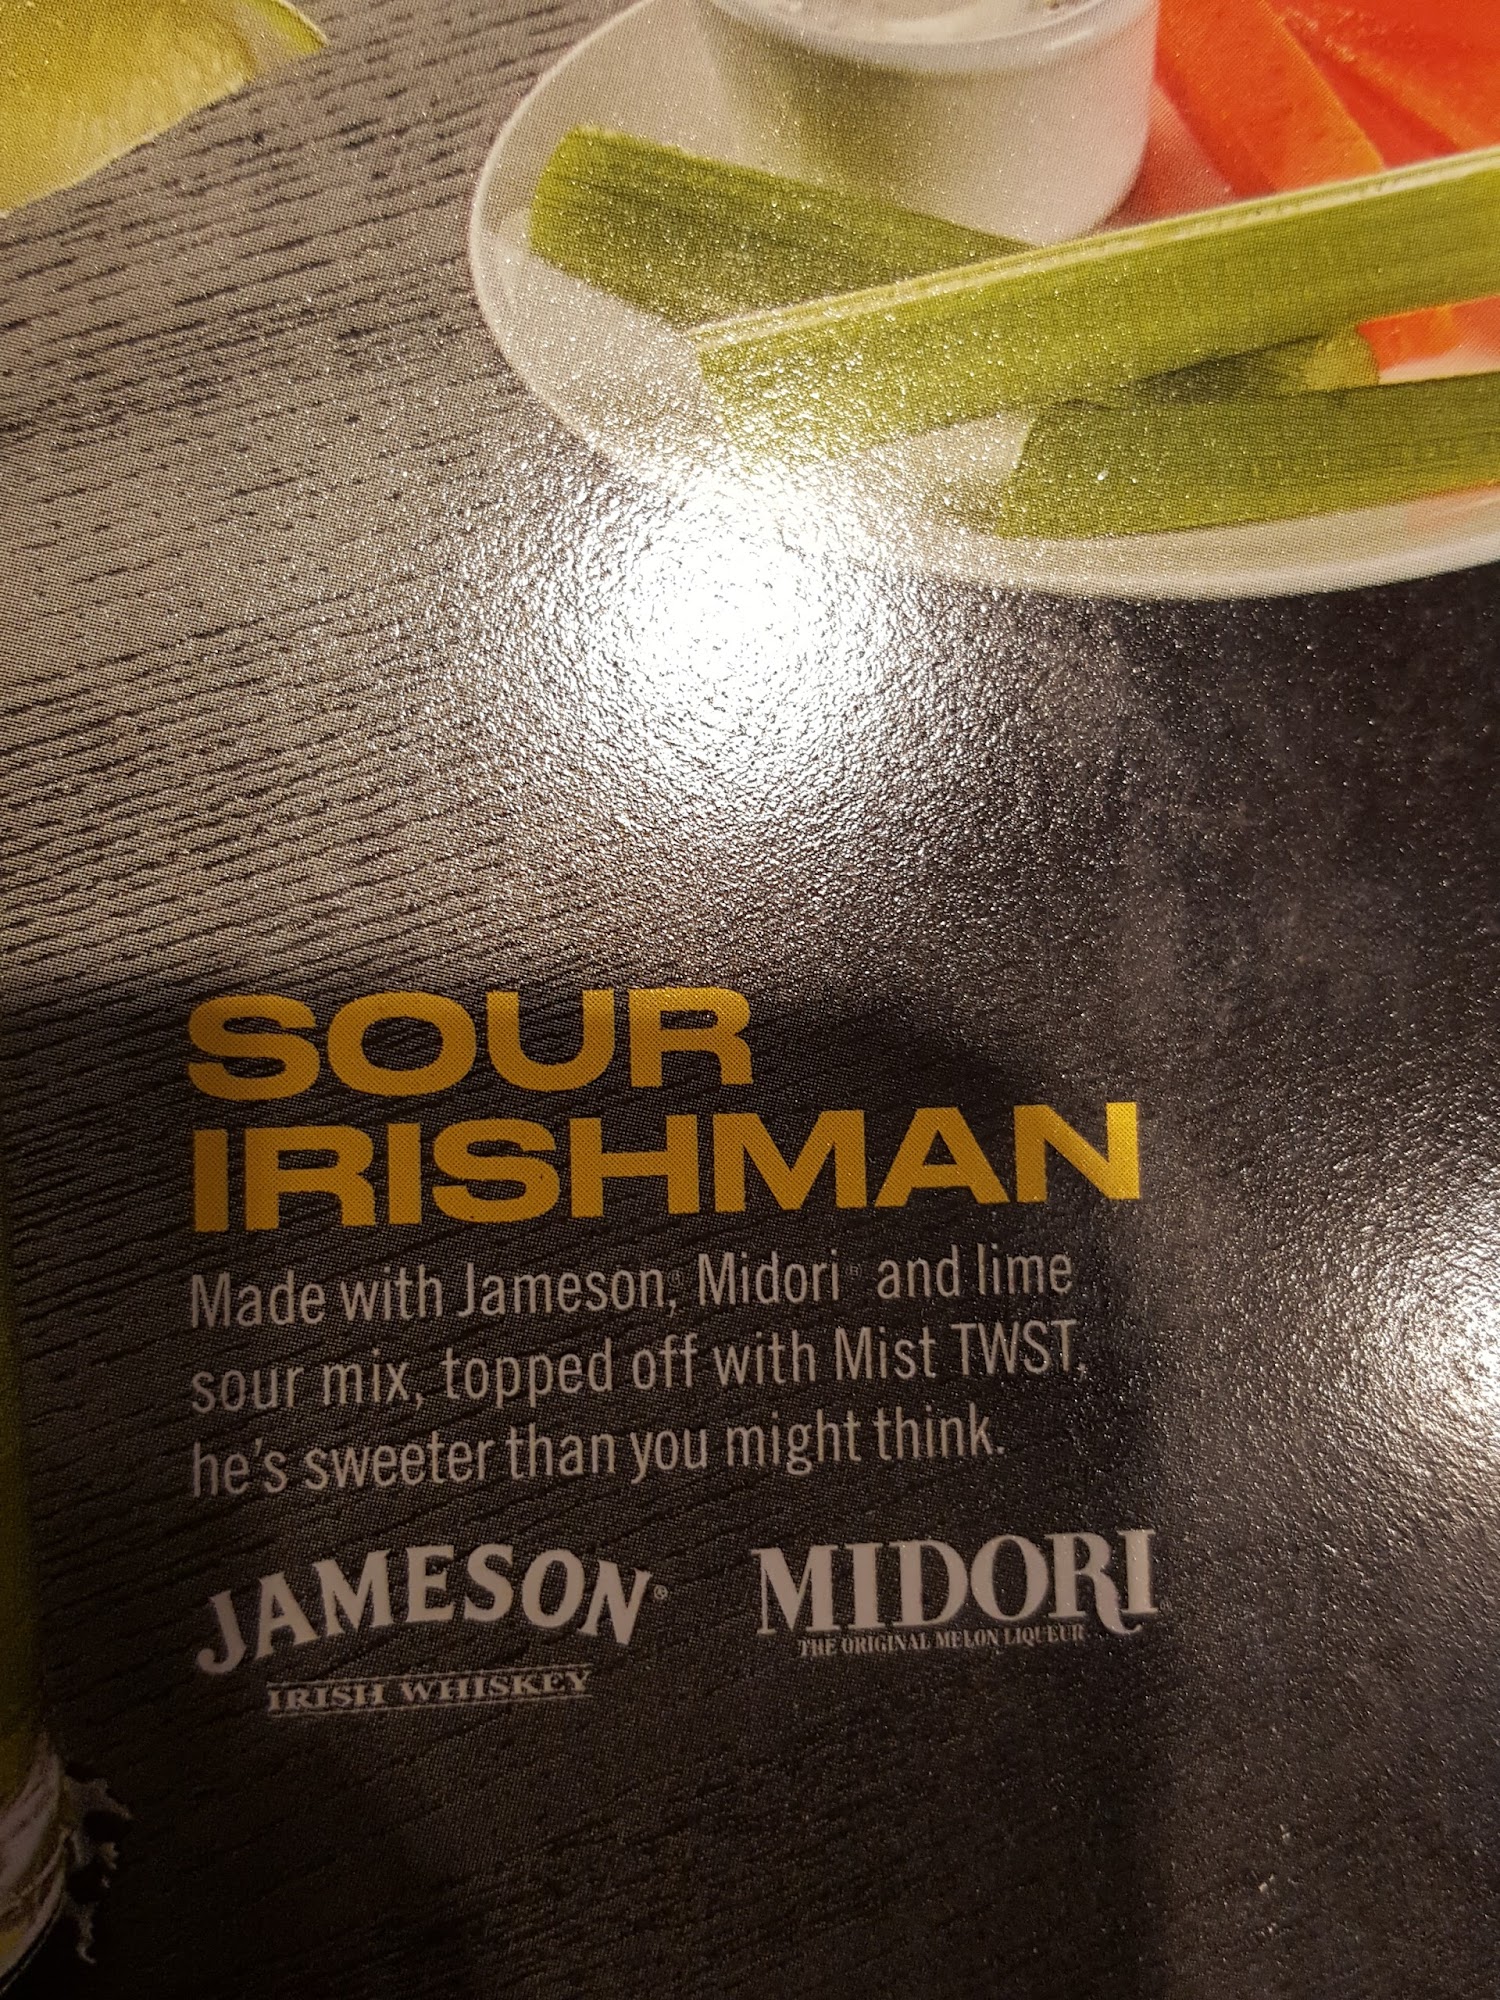 SOUR
IRISHMAN
Made with Jameson®, Midori® and lime
sour mix, topped off with Mist TWST,
he's sweeter than you might think.
JAMESON®
IRISH WHISKEY
MIDORI
THE ORIGINAL MELON LIQUEUR